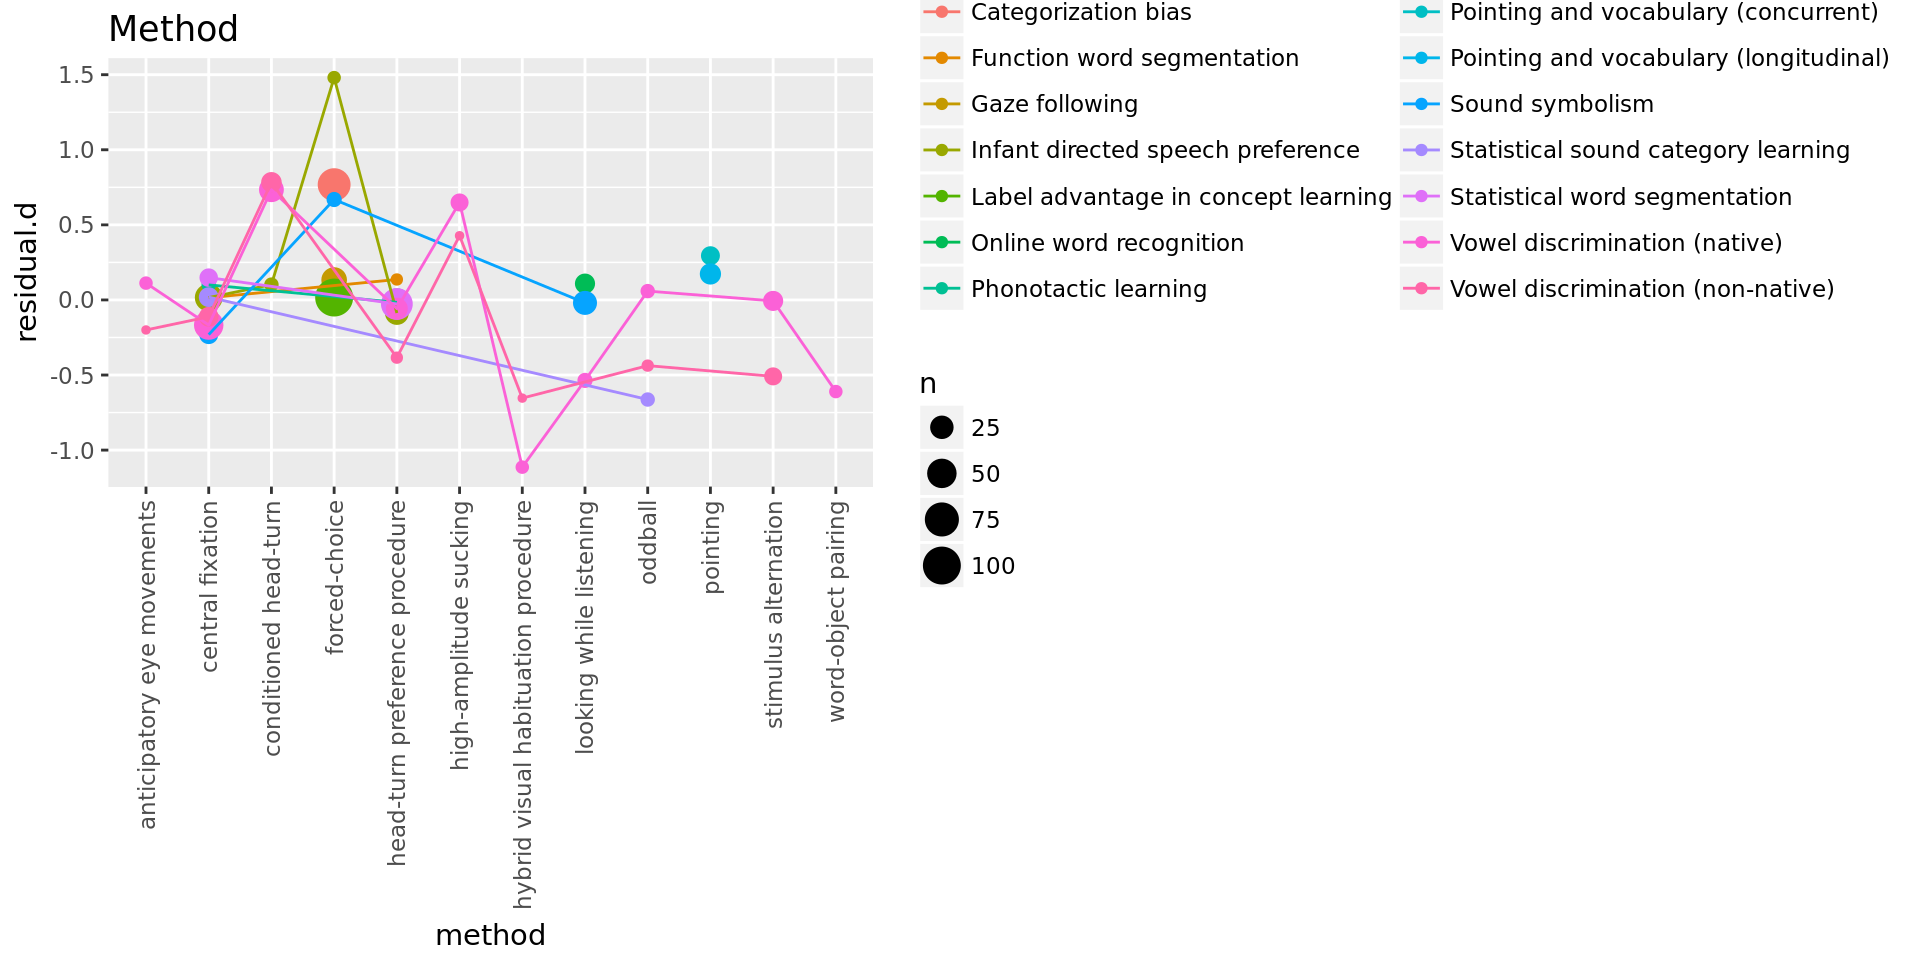 Method
residual.d
1.5
1.0
0.5
0.0
-0.5
-1.0
anticipatory eye movements
central fixation
conditioned head-turn
forced-choice
head-turn preference procedure
high-amplitude sucking
hybrid visual habituation procedure
looking while listening
oddball
pointing
stimulus alternation
word-object pairing
method
Categorization bias
Function word segmentation
Gaze following
Infant directed speech preference
Label advantage in concept learning
Online word recognition
Phonotactic learning
Pointing and vocabulary (concurrent)
Pointing and vocabulary (longitudinal)
Sound symbolism
Statistical sound category learning
Statistical word segmentation
Vowel discrimination (native)
Vowel discrimination (non-native)
n
25
50
75
100